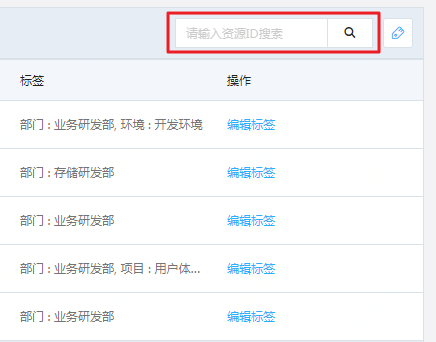 请输入资源ID搜索
标签 操作
部门 : 业务研发部, 环境 : 开发环境 编辑标签
部门 : 存储研发部 编辑标签
部门 : 业务研发部 编辑标签
部门 : 业务研发部, 项目 : 用户体... 编辑标签
部门 : 业务研发部 编辑标签